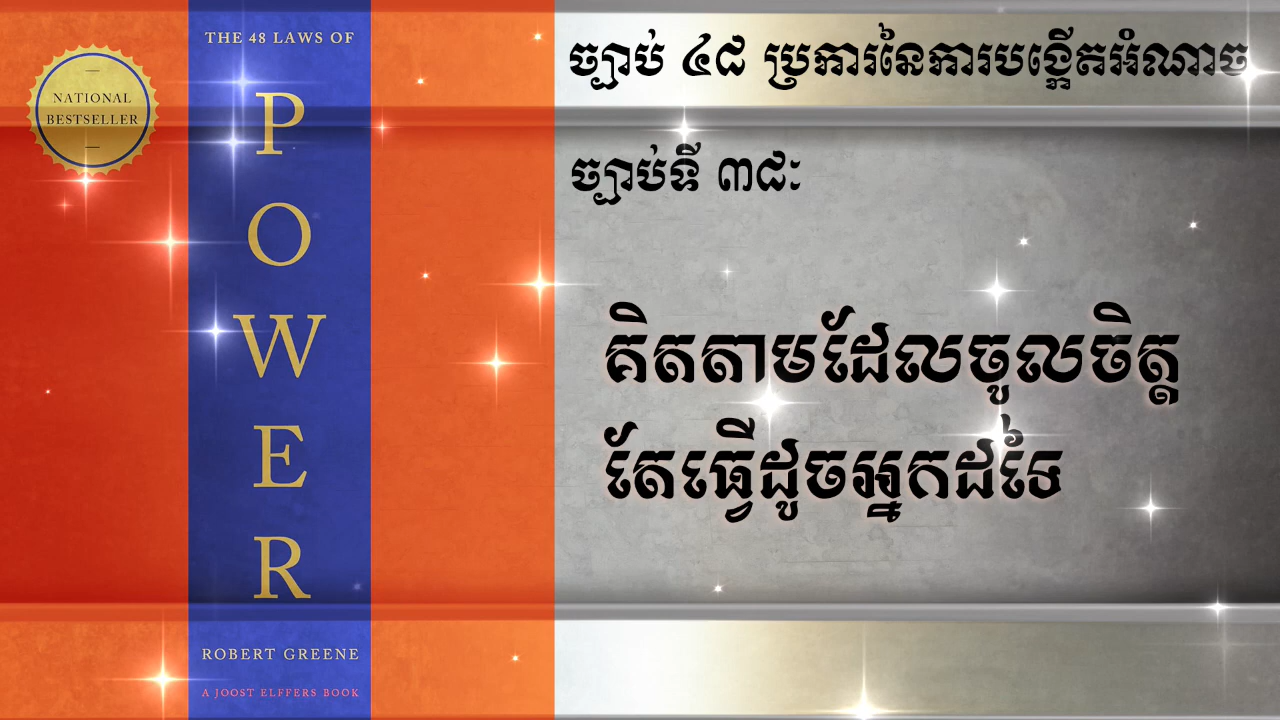 THE 48 LAWS OF
POWER
NATIONAL
BESTSELLER
ROBERT GREENE
A JOOST ELFFERS BOOK
ច្បាប់ ៤៨ ប្រការនៃការបង្កើតអំណាច
ច្បាប់ទី ៣៨:
គិតតាមដែលចូលចិត្ត
តែធ្វើដូចអ្នកដទៃ